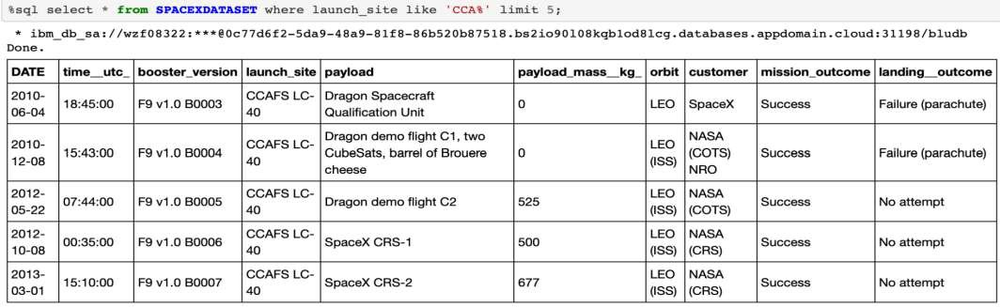 %sql select * from SPACEXDATASET where launch_site like 'CCA%' limit 5;
* ibm_db_sa://wzf08322:***@0c77d6f2-5da9-48a9-81f8-86b520b87518.bs2io90l08kqb1od8lcg.databases.appdomain.cloud:31198/bludb
Done.
DATE time__utc_ booster_version launch_site payload payload_mass__kg_ orbit customer mission_outcome landing__outcome
2010-06-04 18:45:00 F9 v1.0 B0003 CCAFS LC-40 Dragon Spacecraft Qualification Unit 0 LEO SpaceX Success Failure (parachute)
2010-12-08 15:43:00 F9 v1.0 B0004 CCAFS LC-40 Dragon demo flight C1, two CubeSats, barrel of Brouere cheese 0 LEO (ISS) NASA (COTS) NRO Success Failure (parachute)
2012-05-22 07:44:00 F9 v1.0 B0005 CCAFS LC-40 Dragon demo flight C2 525 LEO (ISS) NASA (COTS) Success No attempt
2012-10-08 00:35:00 F9 v1.0 B0006 CCAFS LC-40 SpaceX CRS-1 500 LEO (ISS) NASA (CRS) Success No attempt
2013-03-01 15:10:00 F9 v1.0 B0007 CCAFS LC-40 SpaceX CRS-2 677 LEO (ISS) NASA (CRS) Success No attempt